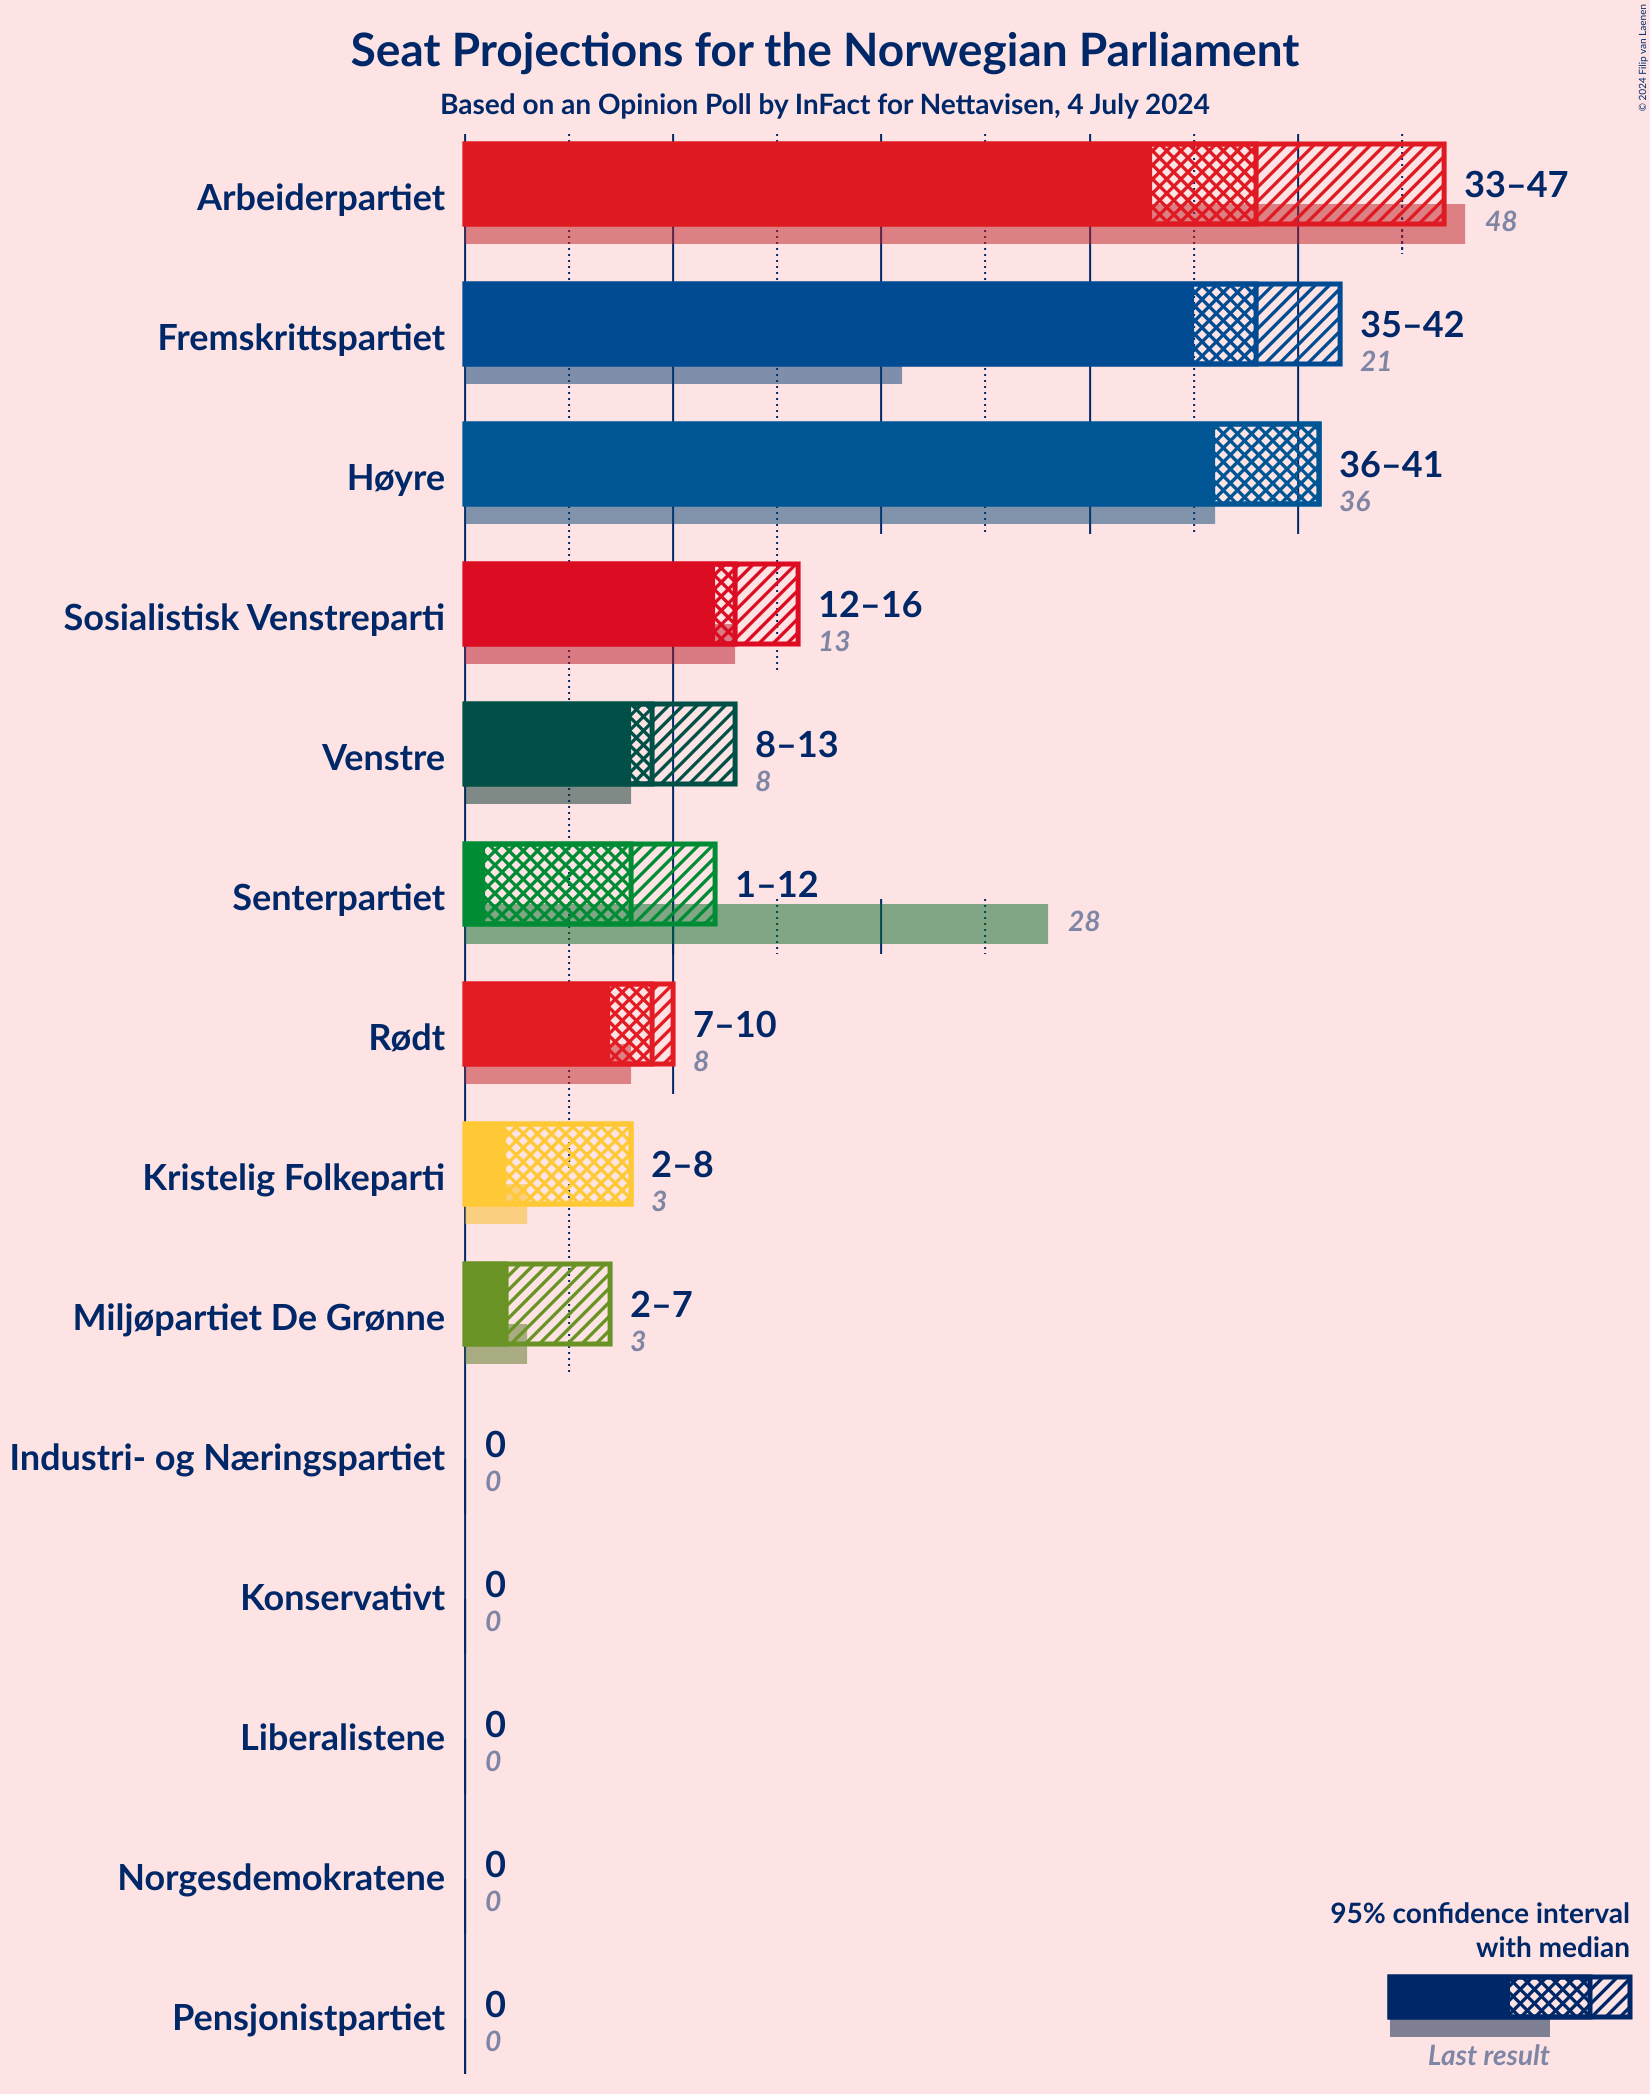 Seat Projections for the Norwegian Parliament
Based on an Opinion Poll by InFact for Nettavisen, 4 July 2024
© 2024 Filip van Laenen
Arbeiderpartiet
33–47
48
Fremskrittspartiet
35–42
21
Høyre
36–41
36
Sosialistisk Venstreparti
12–16
13
Venstre
8–13
8
Senterpartiet
1–12
28
Rødt
7–10
8
Kristelig Folkeparti
2–8
3
Miljøpartiet De Grønne
2–7
3
Industri- og Næringspartiet
0
0
Konservativt
0
0
Liberalistene
0
0
Norgesdemokratene
0
0
Pensjonistpartiet
0
0
95% confidence interval
with median
Last result